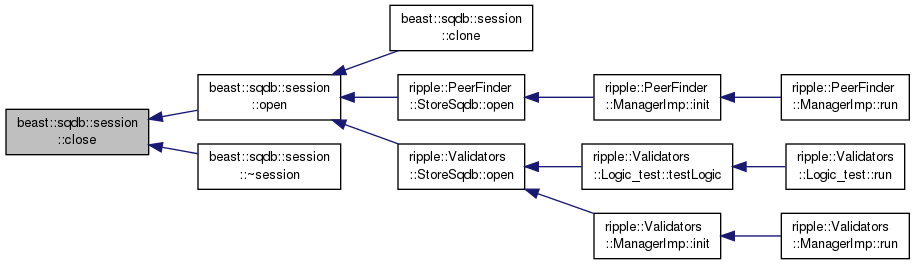 beast::sqdb::session
::close
beast::sqdb::session
::open
beast::sqdb::session
::~session
beast::sqdb::session
::clone
ripple::PeerFinder
::StoreSqdb::open
ripple::PeerFinder
::ManagerImp::init
ripple::PeerFinder
::ManagerImp::run
ripple::Validators
::StoreSqdb::open
ripple::Validators
::Logic_test::testLogic
ripple::Validators
::Logic_test::run
ripple::Validators
::ManagerImp::init
ripple::Validators
::ManagerImp::run